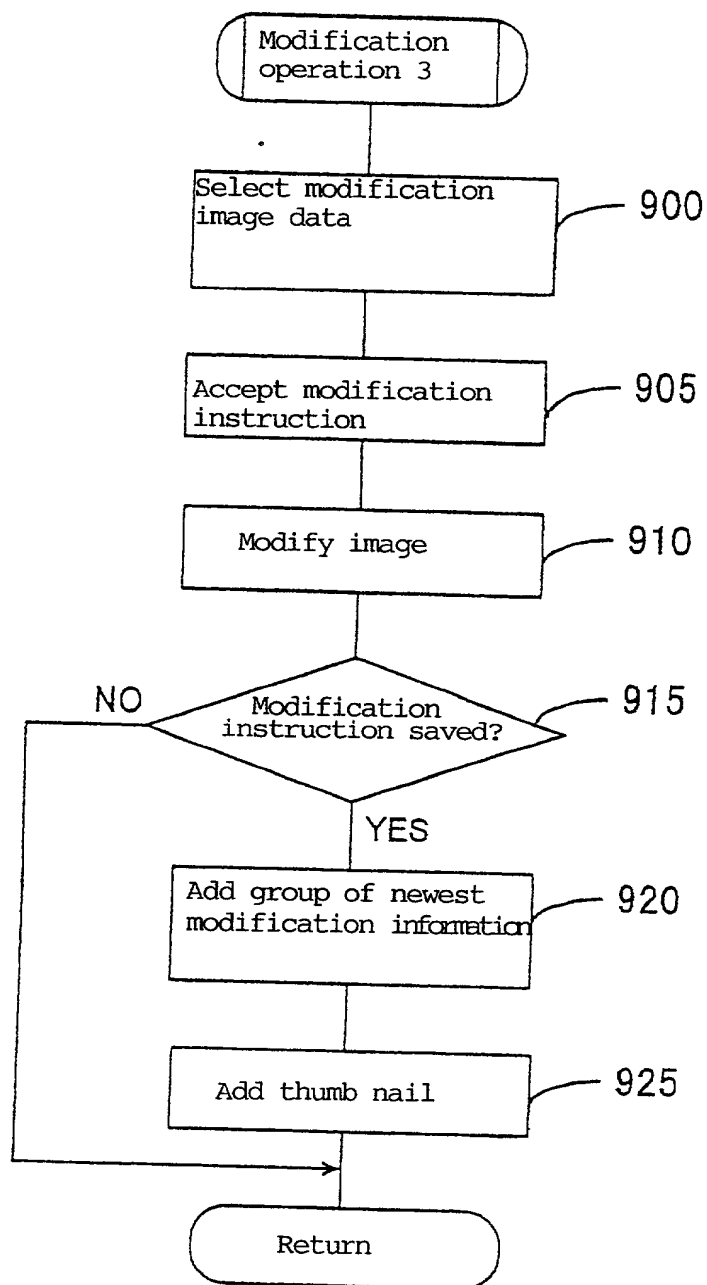 Modification
operation 3
Select modification
image data
900
Accept modification
instruction
905
Modify image
910
NO
Modification
instruction saved?
915
YES
Add group of newest
modification information
920
Add thumb nail
925
Return